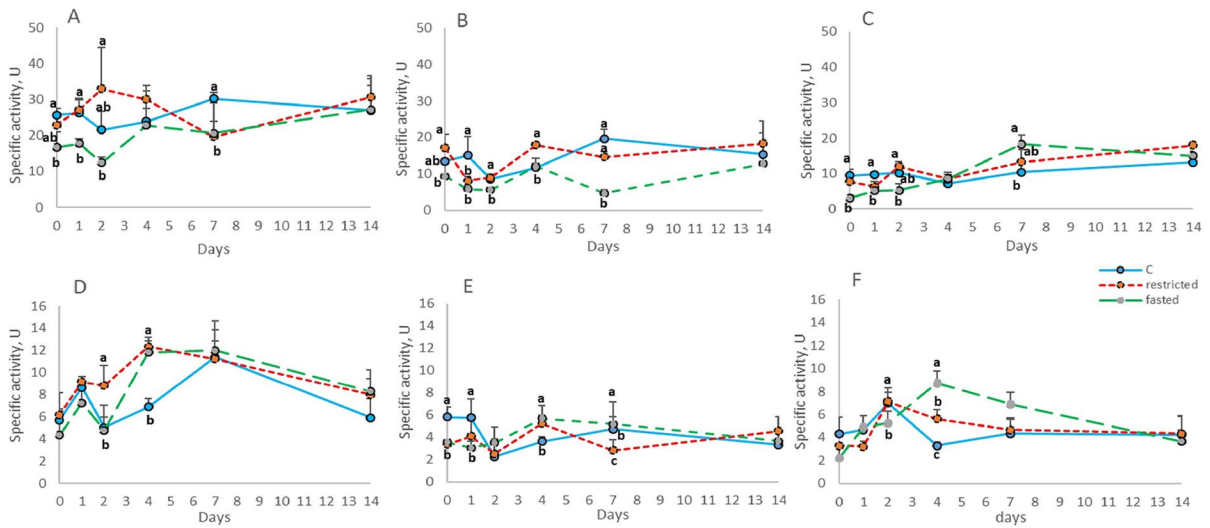 A
Specific activity, U
50
40
30
20
10
0
a
a
a
ab
a
ab
b
b
b
b
0 1 2 3 4 5 6 7 8 9 10 11 12 13 14
Days
B
Specific activity, U
50
40
30
20
10
0
a
a
a
a
a
ab
b
b
b
b
b
b
0 1 2 3 4 5 6 7 8 9 10 11 12 13 14
Days
C
Specific activity, U
50
40
30
20
10
0
a
a
a
a
ab
ab
b
b
b
b
0 1 2 3 4 5 6 7 8 9 10 11 12 13 14
Days
D
Specific activity, U
16
14
12
10
8
6
4
2
0
a
a
b
b
0 1 2 3 4 5 6 7 8 9 10 11 12 13 14
Days
E
Specific activity, U
16
14
12
10
8
6
4
2
0
a
a
a
a
b
b
b
b
c
0 1 2 3 4 5 6 7 8 9 10 11 12 13 14
Days
F
C
restricted
fasted
Specific activity, U
16
14
12
10
8
6
4
2
0
a
a
b
b
c
0 1 2 3 4 5 6 7 8 9 10 11 12 13 14
days